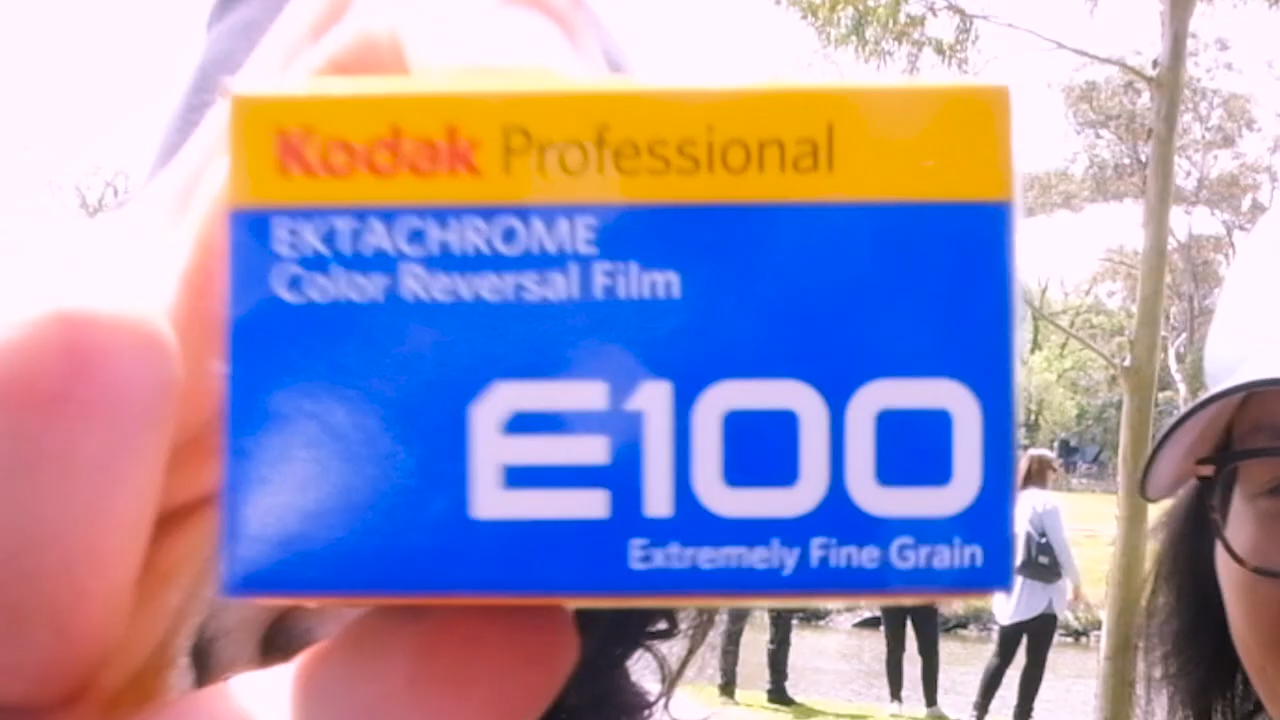 Kodak Professional
EKTACHROME
Color Reversal Film
E100
Extremely Fine Grain